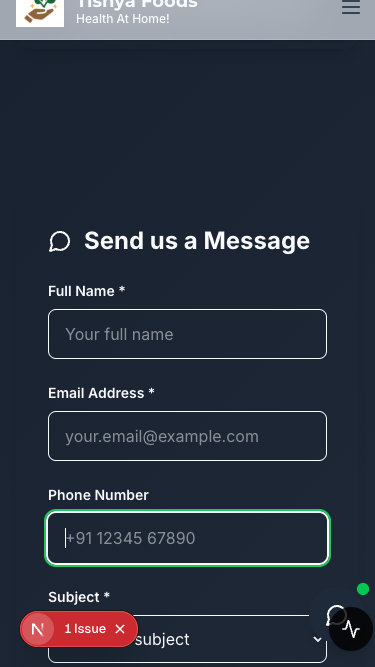 Tishya Foods
Health At Home!
Send us a Message
Full Name *
Your full name
Email Address *
your.email@example.com
Phone Number
+91 12345 67890
Subject *
subject
N
1 Issue